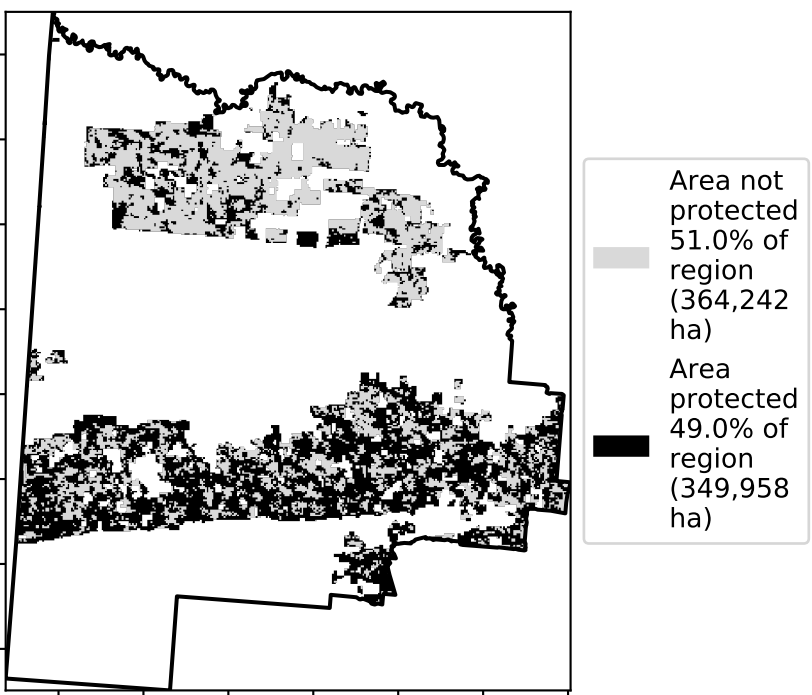 Area not
protected
51.0% of
region
(364,242
ha)
Area
protected
49.0% of
region
(349,958
ha)